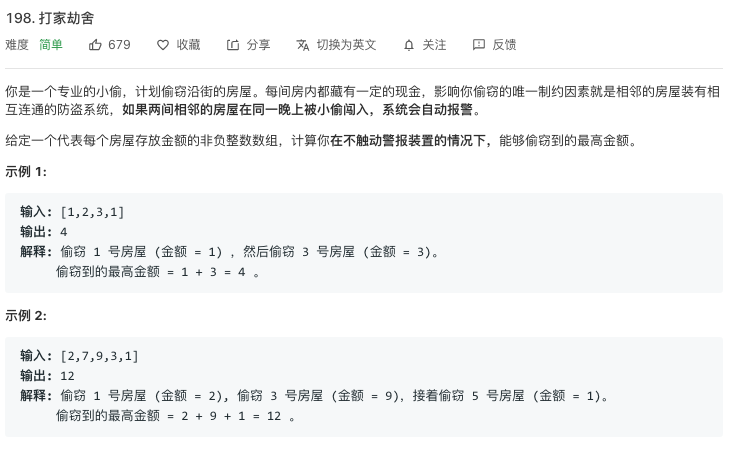 198. 打家劫舍
难度 简单 679 收藏 分享 切换为英文 关注 反馈
你是一个专业的小偷，计划偷窃沿街的房屋。每间房内都藏有一定的现金，影响你偷窃的唯一制约因素就是相邻的房屋装有相
互连通的防盗系统，如果两间相邻的房屋在同一晚上被小偷闯入，系统会自动报警。
给定一个代表每个房屋存放金额的非负整数数组，计算你在不触动警报装置的情况下，能够偷窃到的最高金额。
示例 1:
输入: [1,2,3,1]
输出: 4
解释: 偷窃 1 号房屋 (金额 = 1) ，然后偷窃 3 号房屋 (金额 = 3)。
偷窃到的最高金额 = 1 + 3 = 4 。
示例 2:
输入: [2,7,9,3,1]
输出: 12
解释: 偷窃 1 号房屋 (金额 = 2), 偷窃 3 号房屋 (金额 = 9)，接着偷窃 5 号房屋 (金额 = 1)。
偷窃到的最高金额 = 2 + 9 + 1 = 12 。